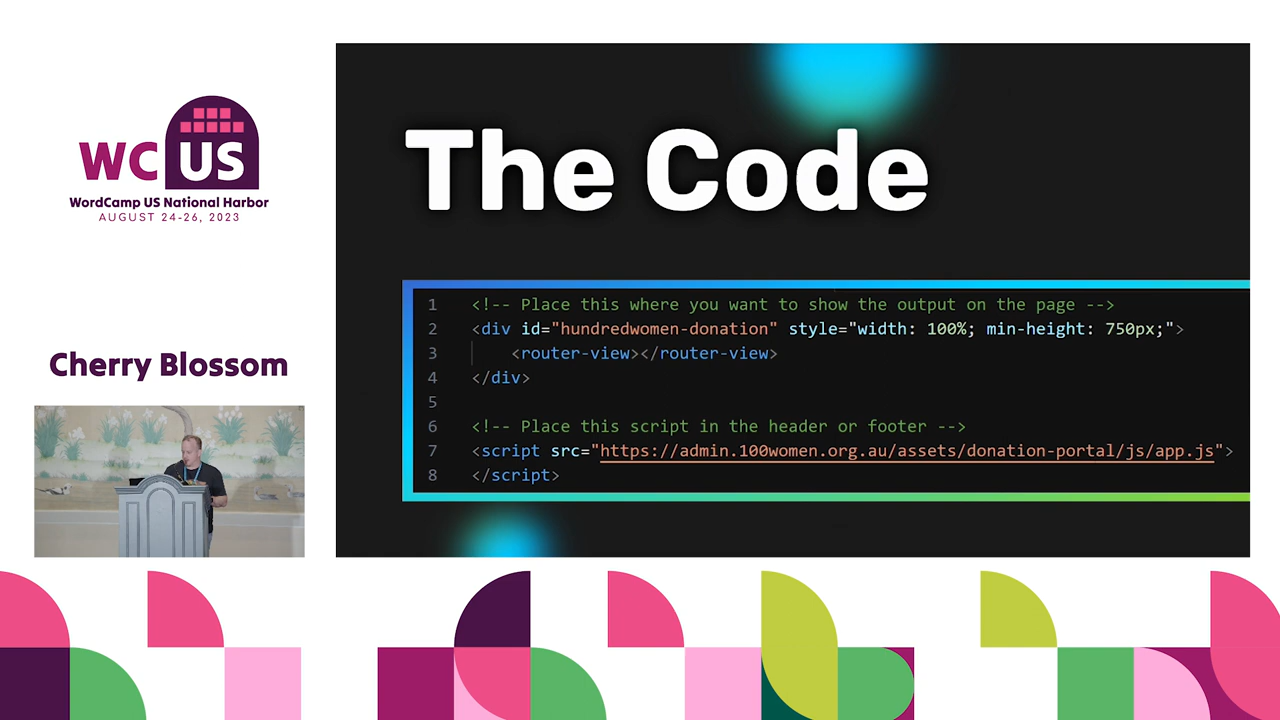 WC US
WordCamp US National Harbor
AUGUST 24-26, 2023
Cherry Blossom
The Code
1 <!-- Place this where you want to show the output on the page -->
2 <div id="hundredwomen-donation" style="width: 100%; min-height: 750px;">
3 <router-view></router-view>
4 </div>
5
6 <!-- Place this script in the header or footer -->
7 <script src="https://admin.100women.org.au/assets/donation-portal/js/app.js">
8 </script>